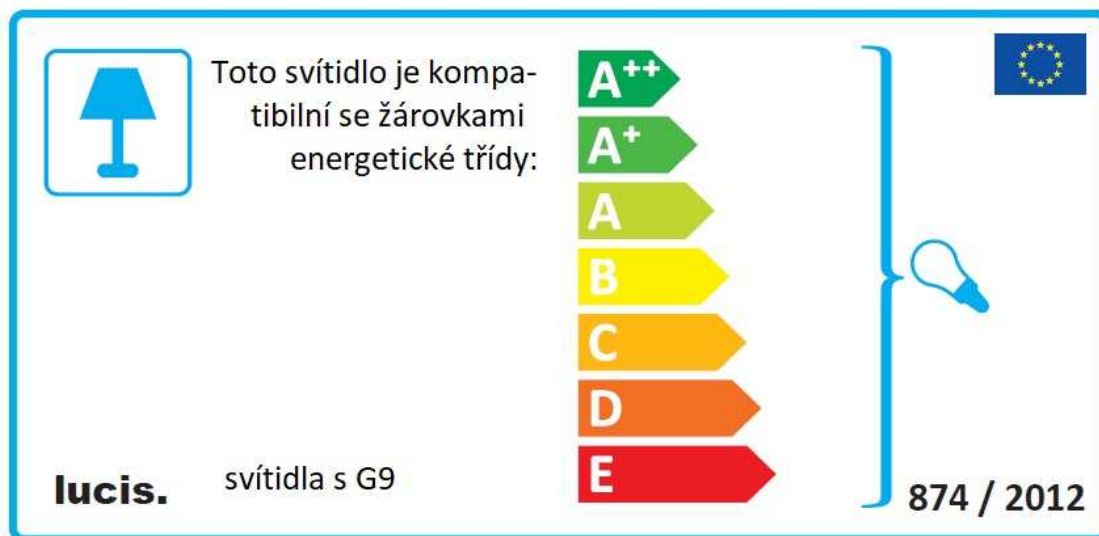 Toto svítidlo je kompa-
tibilní se žárovkami
energetické třídy:
A++
A+
A
B
C
D
E
lucis.
svítidla s G9
874 / 2012